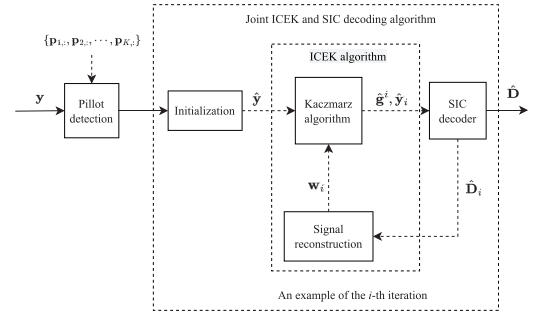 Joint ICEK and SIC decoding algorithm
{𝐩₁,:, 𝐩₂,:, ⋯, 𝐩_K,:}
ICEK algorithm
𝐲
Pillot
detection
Initialization
ŷ
Kaczmarz
algorithm
ĝⁱ, ŷᵢ
SIC
decoder
D̂
𝐰ᵢ
D̂ᵢ
Signal
reconstruction
An example of the i-th iteration